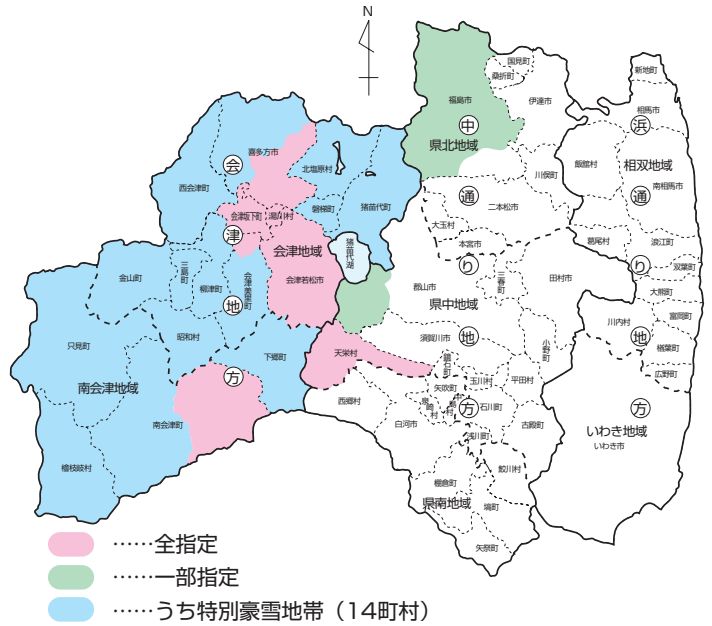 N
国見町
桑折町
福島市
伊達市
新地町
相馬市
㊥
県北地域
浜
飯舘村
相双地域
川俣町
南相馬市
通
二本松市
通
大玉村
本宮市
葛尾村
浪江町
喜多方市
会
北塩原村
西会津町
磐梯町
猪苗代町
会津坂下町
湯川村
津
会津地域
猪苗代湖
会津若松市
金山町
三島町
柳津町
会津美里町
地
昭和村
只見町
下郷町
南会津地域
方
南会津町
檜枝岐村
り
郡山市
三春町
田村市
県中地域
須賀川市
地
小野町
天栄村
鏡石町
西郷村
矢吹町
玉川村
平田村
泉崎村
中島村
方
石川町
白河市
浅川町
古殿町
鮫川村
棚倉町
県南地域
塙町
矢祭町
り
双葉町
大熊町
川内村
富岡町
地
楢葉町
広野町
方
いわき地域
いわき市
……全指定
……一部指定
……うち特別豪雪地帯（14町村）